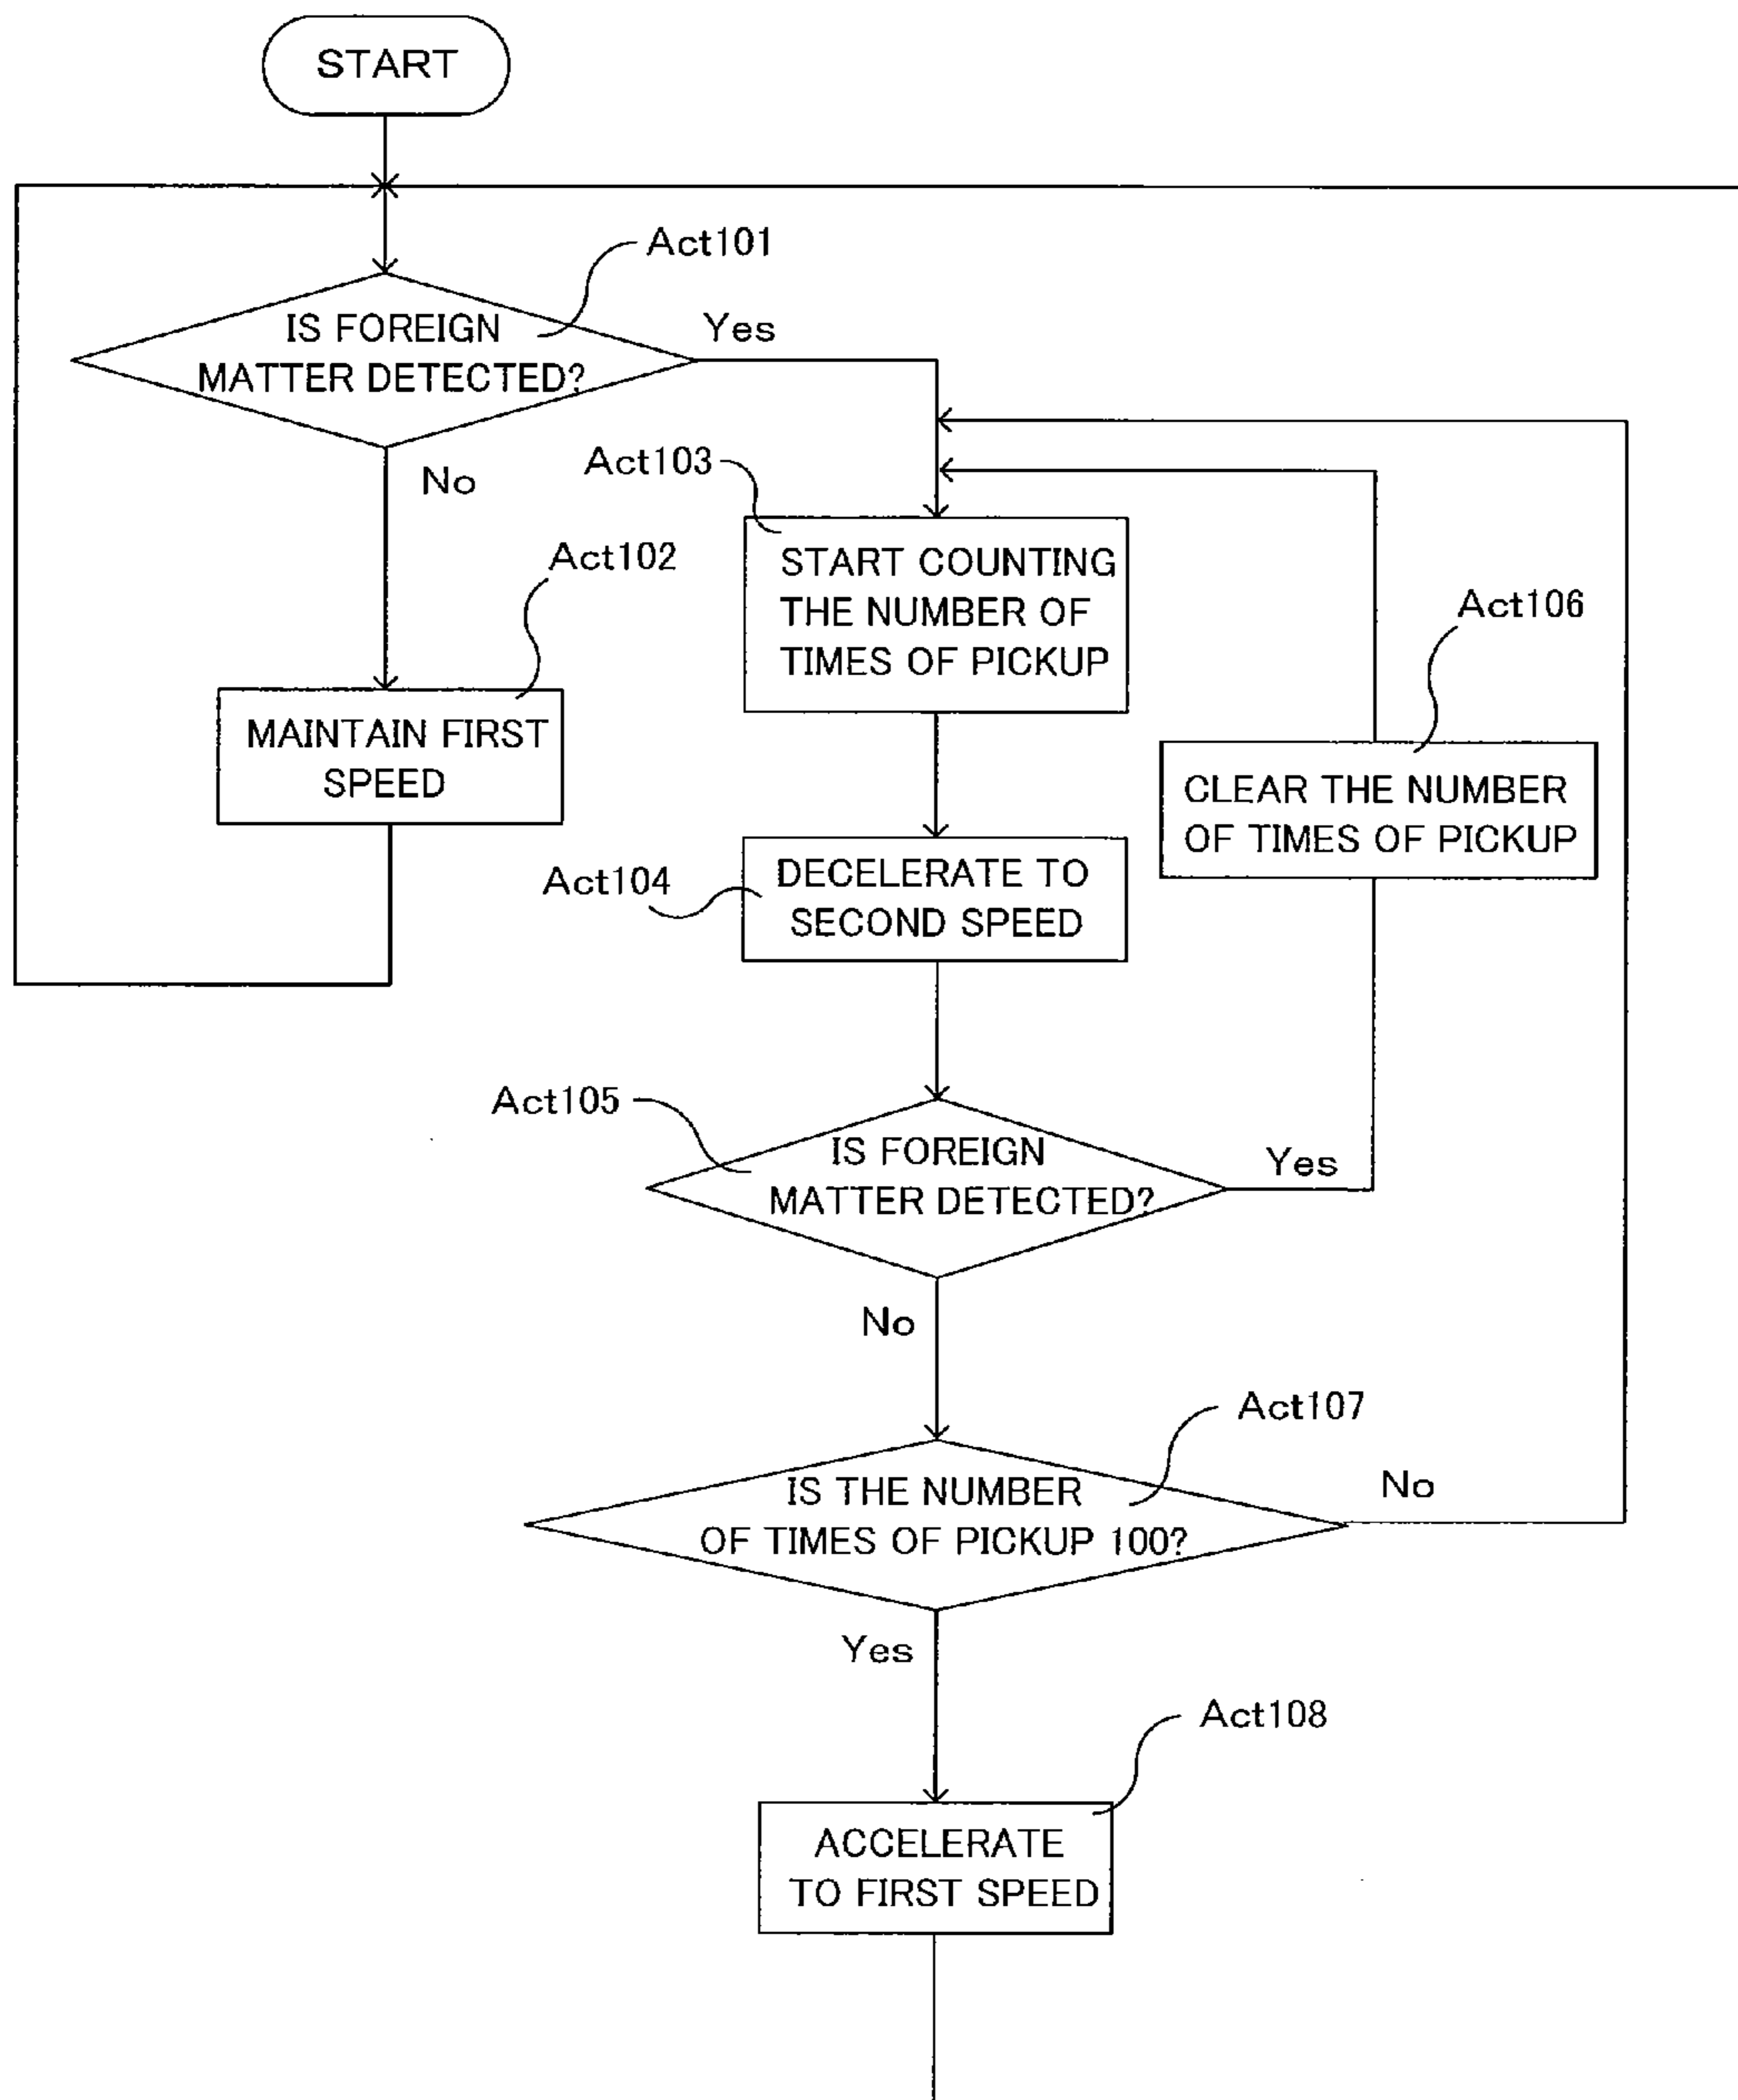 START
Act101
IS FOREIGN
MATTER DETECTED?
Yes
No
Act102
MAINTAIN FIRST
SPEED
Act103
START COUNTING
THE NUMBER OF
TIMES OF PICKUP
Act106
CLEAR THE NUMBER
OF TIMES OF PICKUP
Act104
DECELERATE TO
SECOND SPEED
Act105
IS FOREIGN
MATTER DETECTED?
Yes
No
Act107
IS THE NUMBER
OF TIMES OF PICKUP 100?
No
Yes
Act108
ACCELERATE
TO FIRST SPEED